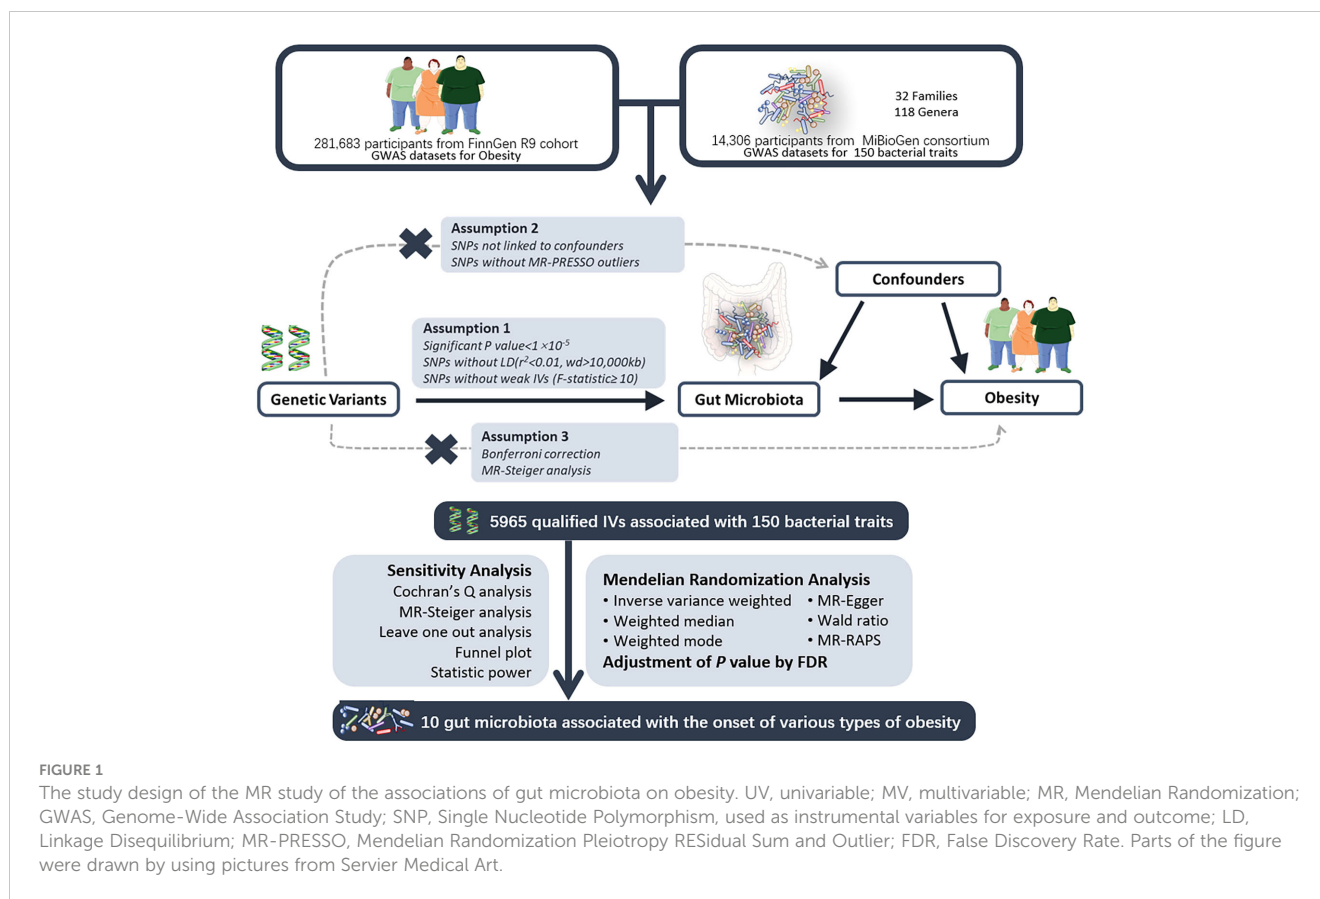 281,683 participants from FinnGen R9 cohort
GWAS datasets for Obesity
32 Families
118 Genera
14,306 participants from MiBioGen consortium
GWAS datasets for 150 bacterial traits
Assumption 2
SNPs not linked to confounders
SNPs without MR-PRESSO outliers
Confounders
Assumption 1
Significant P value<1×10-5
SNPs without LD(r2<0.01, wd>10,000kb)
SNPs without weak IVs (F-statistic≥10)
Genetic Variants
Gut Microbiota
Obesity
Assumption 3
Bonferroni correction
MR-Steiger analysis
5965 qualified IVs associated with 150 bacterial traits
Sensitivity Analysis
Cochran's Q analysis
MR-Steiger analysis
Leave one out analysis
Funnel plot
Statistic power
Mendelian Randomization Analysis
• Inverse variance weighted • MR-Egger
• Weighted median • Wald ratio
• Weighted mode • MR-RAPS
Adjustment of P value by FDR
10 gut microbiota associated with the onset of various types of obesity
FIGURE 1
The study design of the MR study of the associations of gut microbiota on obesity. UV, univariable; MV, multivariable; MR, Mendelian Randomization;
GWAS, Genome-Wide Association Study; SNP, Single Nucleotide Polymorphism, used as instrumental variables for exposure and outcome; LD,
Linkage Disequilibrium; MR-PRESSO, Mendelian Randomization Pleiotropy RESidual Sum and Outlier; FDR, False Discovery Rate. Parts of the figure
were drawn by using pictures from Servier Medical Art.